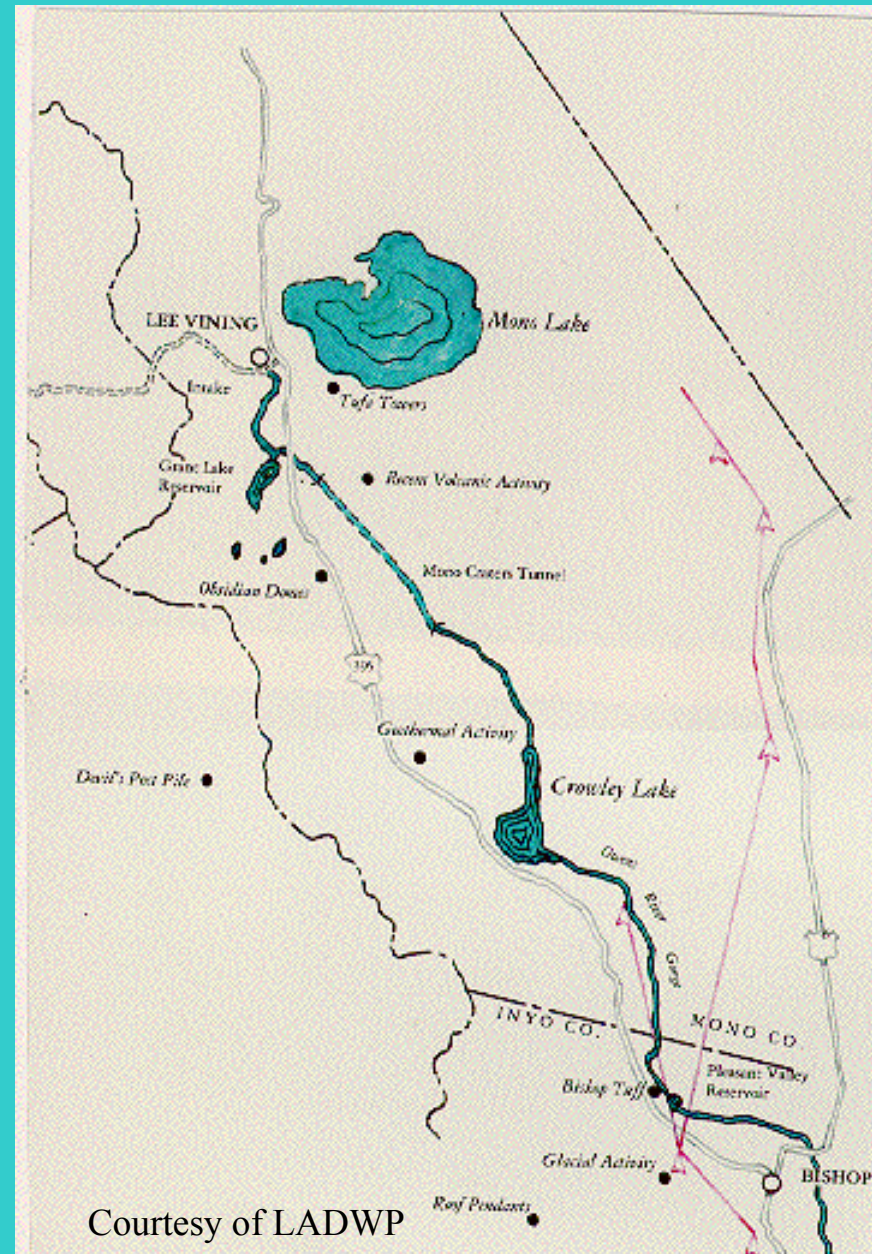 LEE VINING
Mono Lake
Intake
Tufa Towers
Grant Lake
Reservoir
Recent Volcanic Activity
Mono Craters Tunnel
Obsidian Domes
395
Geothermal Activity
Devil's Post Pile
Crowley Lake
Owens
River
Gorge
INYO CO.
MONO CO.
Pleasant Valley
Reservoir
Bishop Tuff
Glacial Activity
BISHOP
Roof Pendants
Courtesy of LADWP